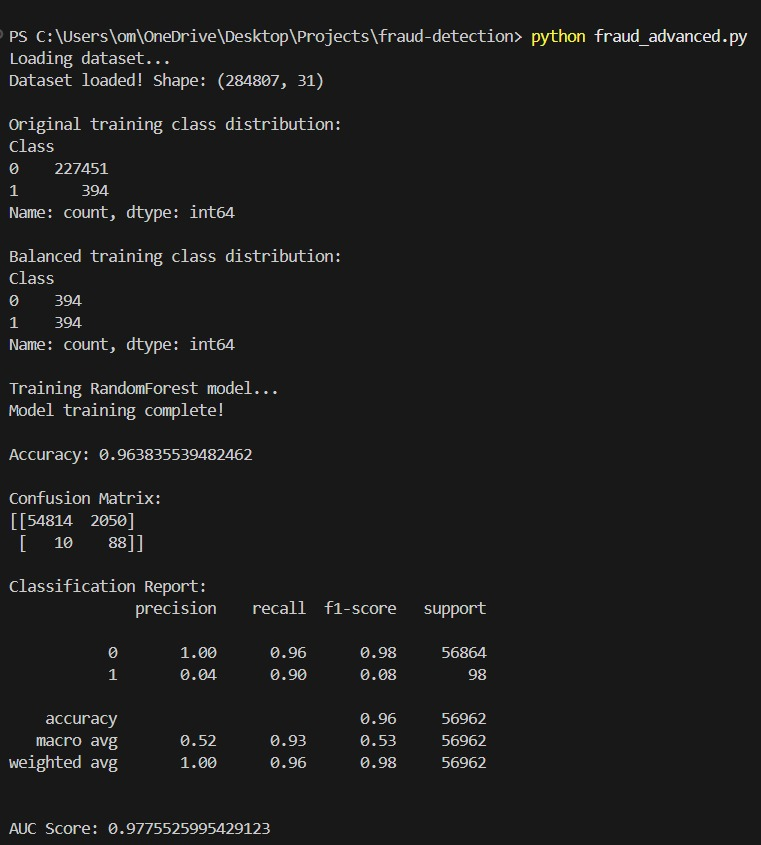 PS C:\Users\om\OneDrive\Desktop\Projects\fraud-detection> python fraud_advanced.py
Loading dataset...
Dataset loaded! Shape: (284807, 31)
Original training class distribution:
Class
0    227451
1       394
Name: count, dtype: int64
Balanced training class distribution:
Class
0    394
1    394
Name: count, dtype: int64
Training RandomForest model...
Model training complete!
Accuracy: 0.963835539482462
Confusion Matrix:
[[54814  2050]
 [   10    88]]
Classification Report:
              precision    recall  f1-score   support
           0       1.00      0.96      0.98     56864
           1       0.04      0.90      0.08        98
    accuracy                           0.96     56962
   macro avg       0.52      0.93      0.53     56962
weighted avg       1.00      0.96      0.98     56962
AUC Score: 0.9775525995429123